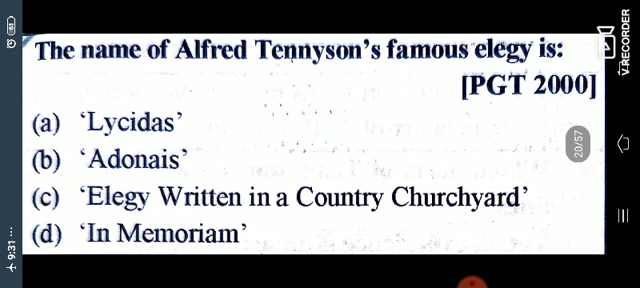 The name of Alfred Tennyson's famous elegy is:
[PGT 2000]
(a) 'Lycidas'
(b) 'Adonais'
(c) 'Elegy Written in a Country Churchyard'
(d) 'In Memoriam'
20/57
V.RECORDER
9:31 ...